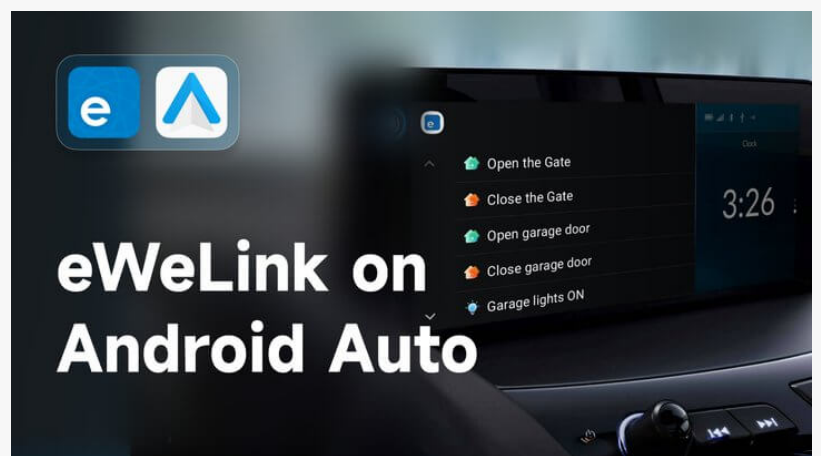 e
e
Open the Gate
Clock
Close the Gate
3:26
Open garage door
Close garage door
Garage lights ON
eWeLink on
Android Auto